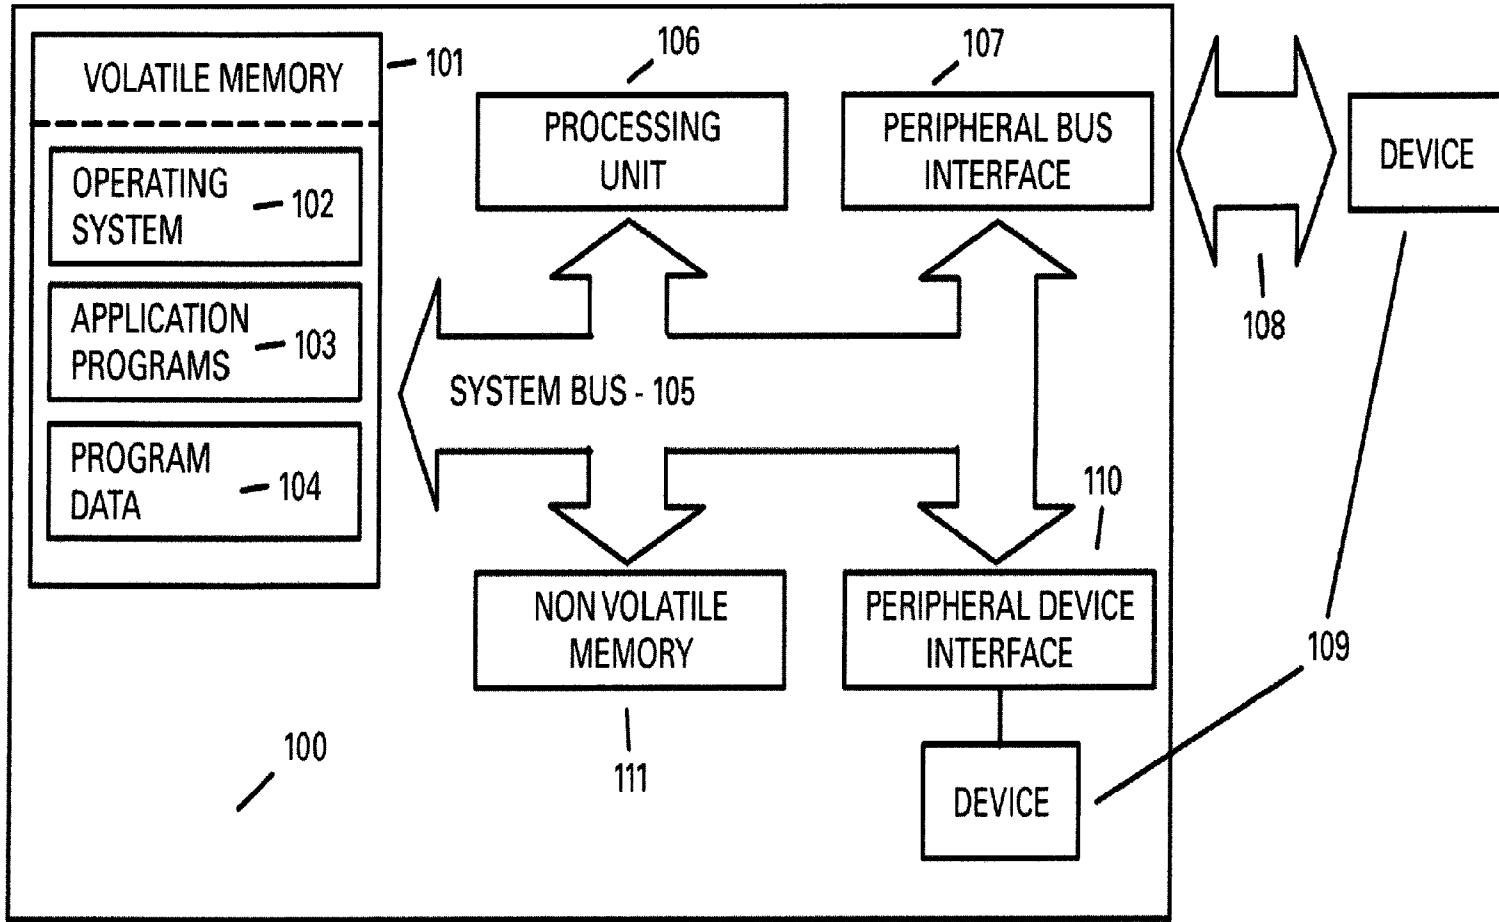 VOLATILE MEMORY
101
OPERATING
SYSTEM
102
APPLICATION
PROGRAMS
103
PROGRAM
DATA
104
106
PROCESSING
UNIT
107
PERIPHERAL BUS
INTERFACE
DEVICE
108
SYSTEM BUS - 105
110
NON VOLATILE
MEMORY
111
PERIPHERAL DEVICE
INTERFACE
109
DEVICE
100